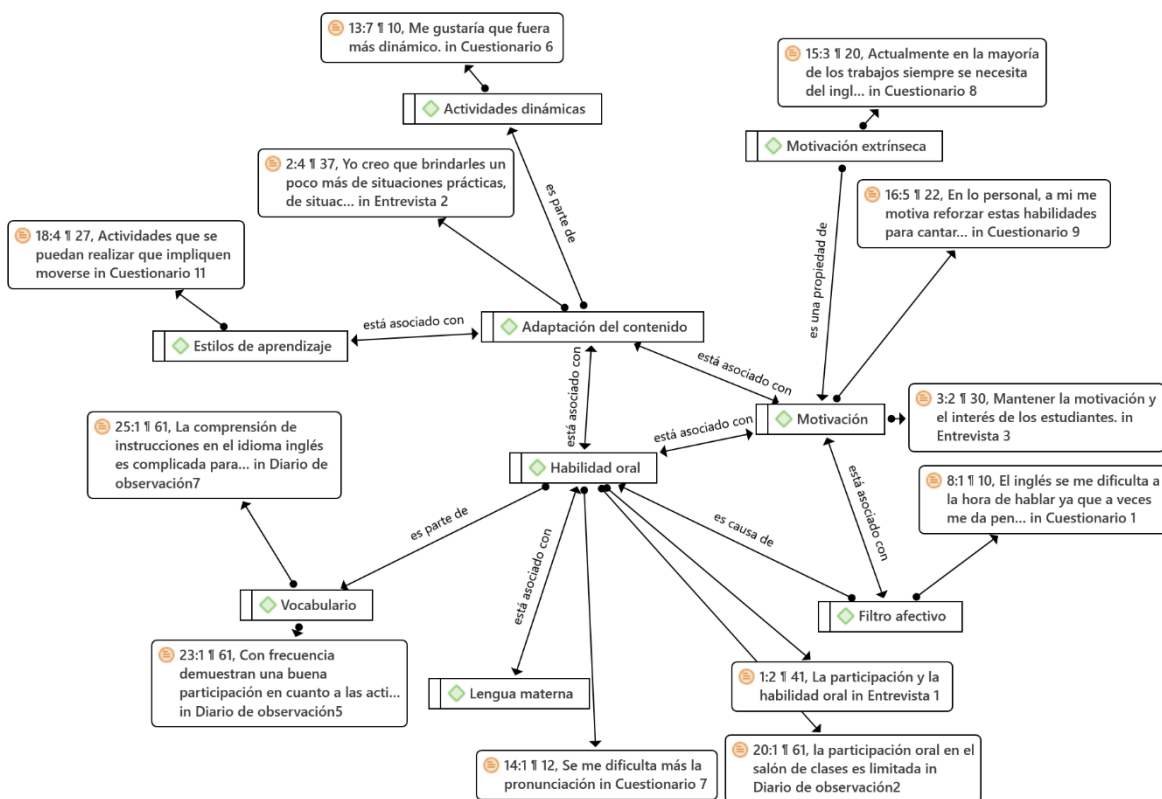 13:7 ¶ 10, Me gustaría que fuera
más dinámico. in Cuestionario 6
15:3 ¶ 20, Actualmente en la mayoría
de los trabajos siempre se necesita
del ingl... in Cuestionario 8
Actividades dinámicas
Motivación extrínseca
2:4 ¶ 37, Yo creo que brindarles un
poco más de situaciones prácticas,
de situac... in Entrevista 2
es parte de
16:5 ¶ 22, En lo personal, a mi me
motiva reforzar estas habilidades
para cantar... in Cuestionario 9
18:4 ¶ 27, Actividades que se
puedan realizar que impliquen
moverse in Cuestionario 11
es una propiedad de
Estilos de aprendizaje
está asociado con
Adaptación del contenido
está asociado con
está asociado con
Motivación
3:2 ¶ 30, Mantener la motivación y
el interés de los estudiantes. in
Entrevista 3
25:1 ¶ 61, La comprensión de
instrucciones en el idioma inglés
es complicada para... in Diario de
observación7
está asociado con
Habilidad oral
8:1 ¶ 10, El inglés se me dificulta a
la hora de hablar ya que a veces
me da pen... in Cuestionario 1
es parte de
es causa de
está asociado con
está asociado con
Vocabulario
Filtro afectivo
23:1 ¶ 61, Con frecuencia
demuestran una buena
participación en cuanto a las acti...
in Diario de observación5
Lengua materna
1:2 ¶ 41, La participación y la
habilidad oral in Entrevista 1
14:1 ¶ 12, Se me dificulta más la
pronunciación in Cuestionario 7
20:1 ¶ 61, la participación oral en el
salón de clases es limitada in
Diario de observación2